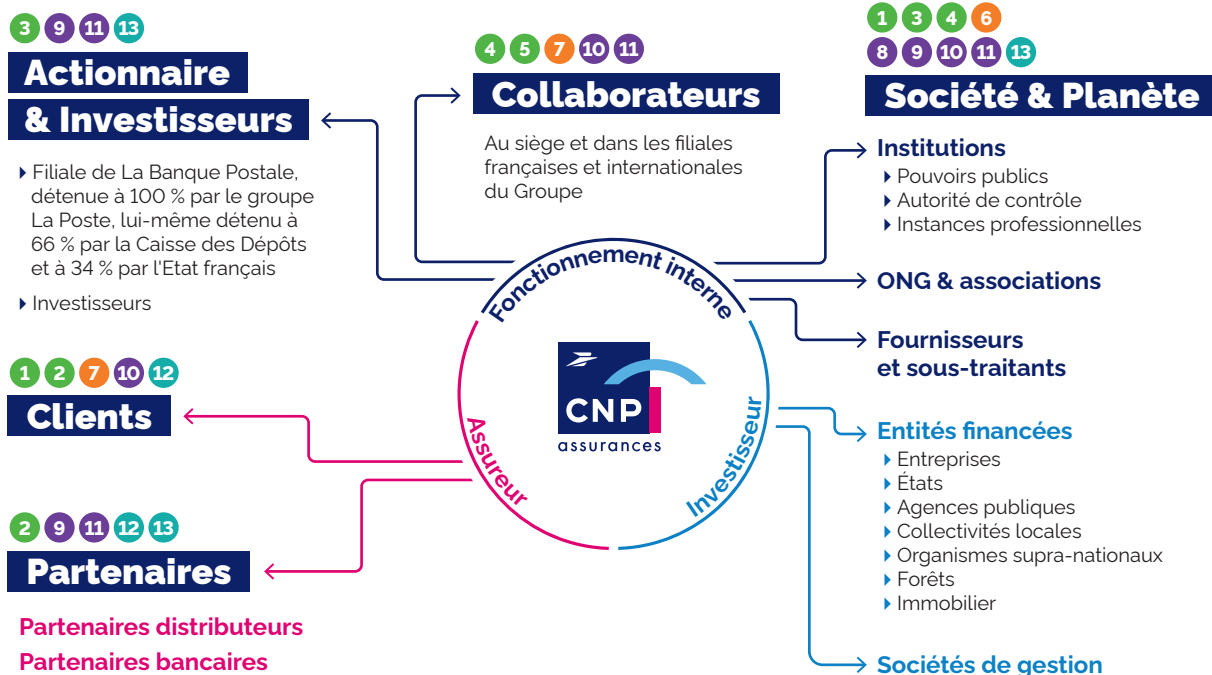 3 9 11 13
Actionnaire
& Investisseurs
▸ Filiale de La Banque Postale,
détenue à 100 % par le groupe
La Poste, lui-même détenu à
66 % par la Caisse des Dépôts
et à 34 % par l'Etat français
▸ Investisseurs
4 5 7 10 11
Collaborateurs
Au siège et dans les filiales
françaises et internationales
du Groupe
1 3 4 6
8 9 10 11 13
Société & Planète
Institutions
▸ Pouvoirs publics
▸ Autorité de contrôle
▸ Instances professionnelles
ONG & associations
Fournisseurs
et sous-traitants
Fonctionnement interne
CNP
assurances
Assureur
Investisseur
1 2 7 10 12
Clients
2 9 11 12 13
Partenaires
Partenaires distributeurs
Partenaires bancaires
Entités financées
▸ Entreprises
▸ États
▸ Agences publiques
▸ Collectivités locales
▸ Organismes supra-nationaux
▸ Forêts
▸ Immobilier
Sociétés de gestion